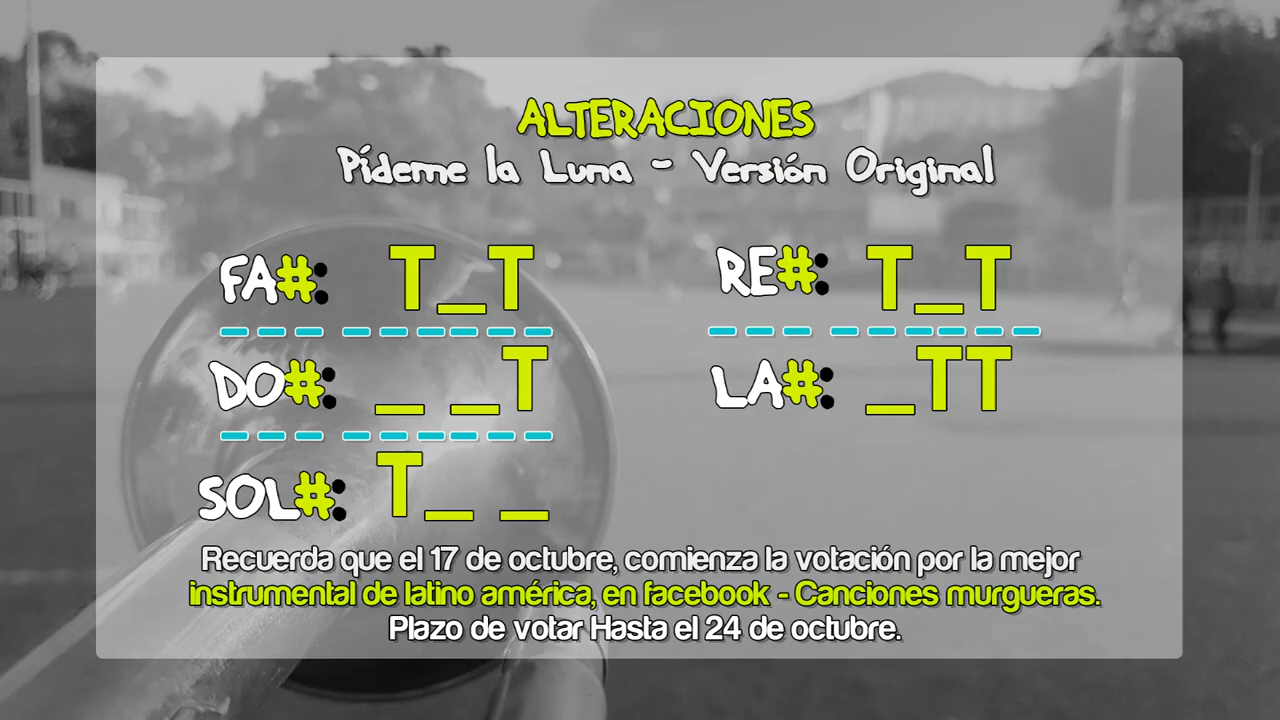 ALTERACIONES
Pídeme la Luna - Versión Original
FA#: T_T
RE#: T_T
DO#: _ _T
LA#: _TT
SOL#: T_ _
Recuerda que el 17 de octubre, comienza la votación por la mejor
instrumental de latino américa, en facebook - Canciones murgueras.
Plazo de votar Hasta el 24 de octubre.